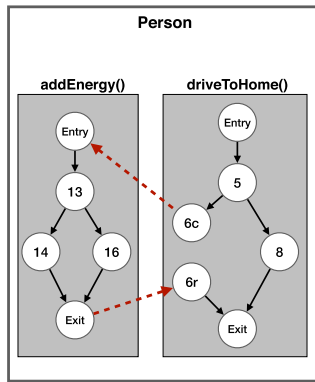 Person
addEnergy()
driveToHome()
Entry
13
14
16
Exit
Entry
5
6c
8
6r
Exit